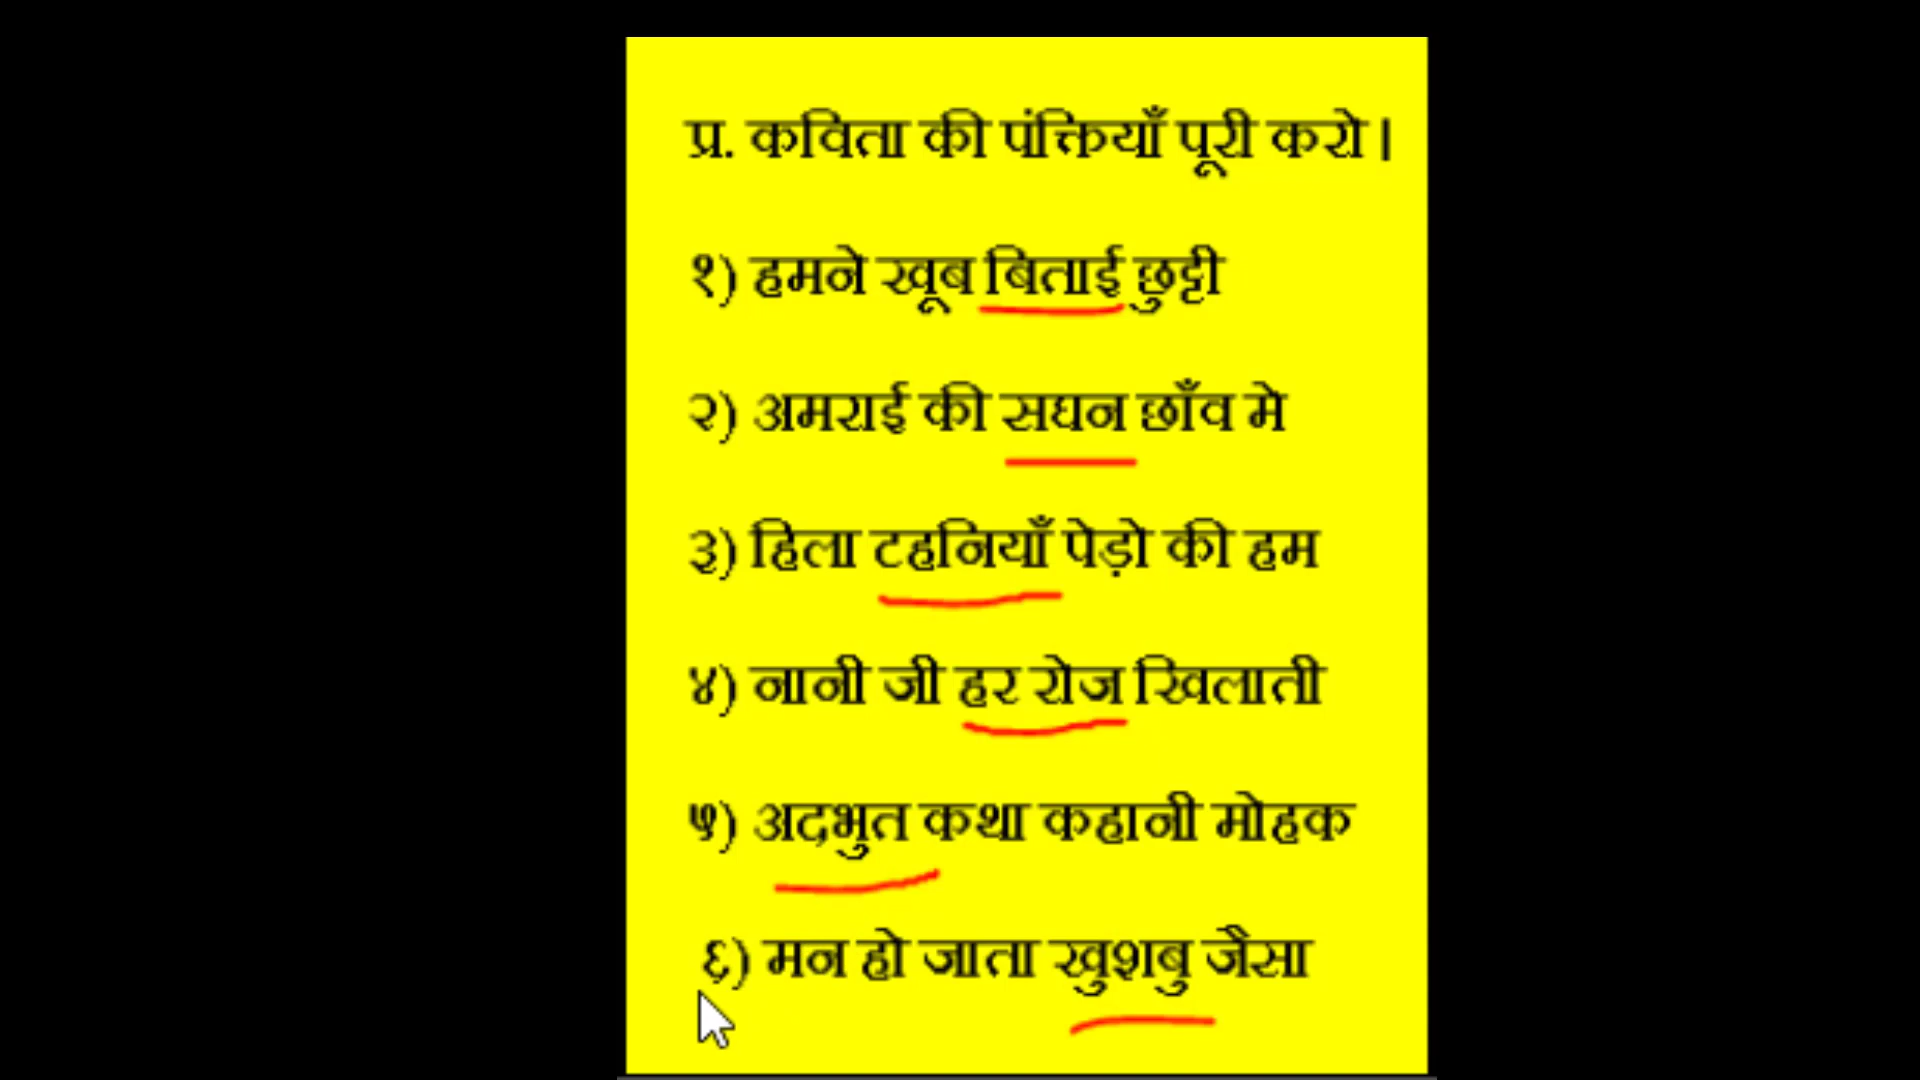 प्र. कविता की पंक्तियाँ पूरी करो।
१) हमने खूब बिताई छुट्टी
२) अमराई की सघन छाँव मे
३) हिला टहनियाँ पेड़ो की हम
४) नानी जी हर रोज खिलाती
५) अदभुत कथा कहानी मोहक
६) मन हो जाता खुशबु जैसा